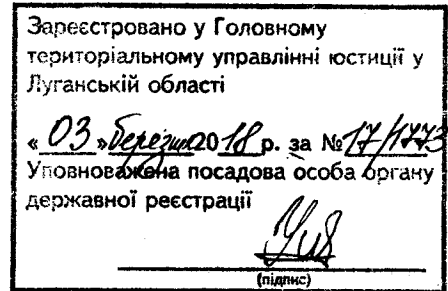 Зареєстровано у Головному
територіальному управлінні юстиції у
Луганській області
« 03 » березня 2018 р. за № 17/1773
Уповноважена посадова особа органу
державної реєстрації
(підпис)